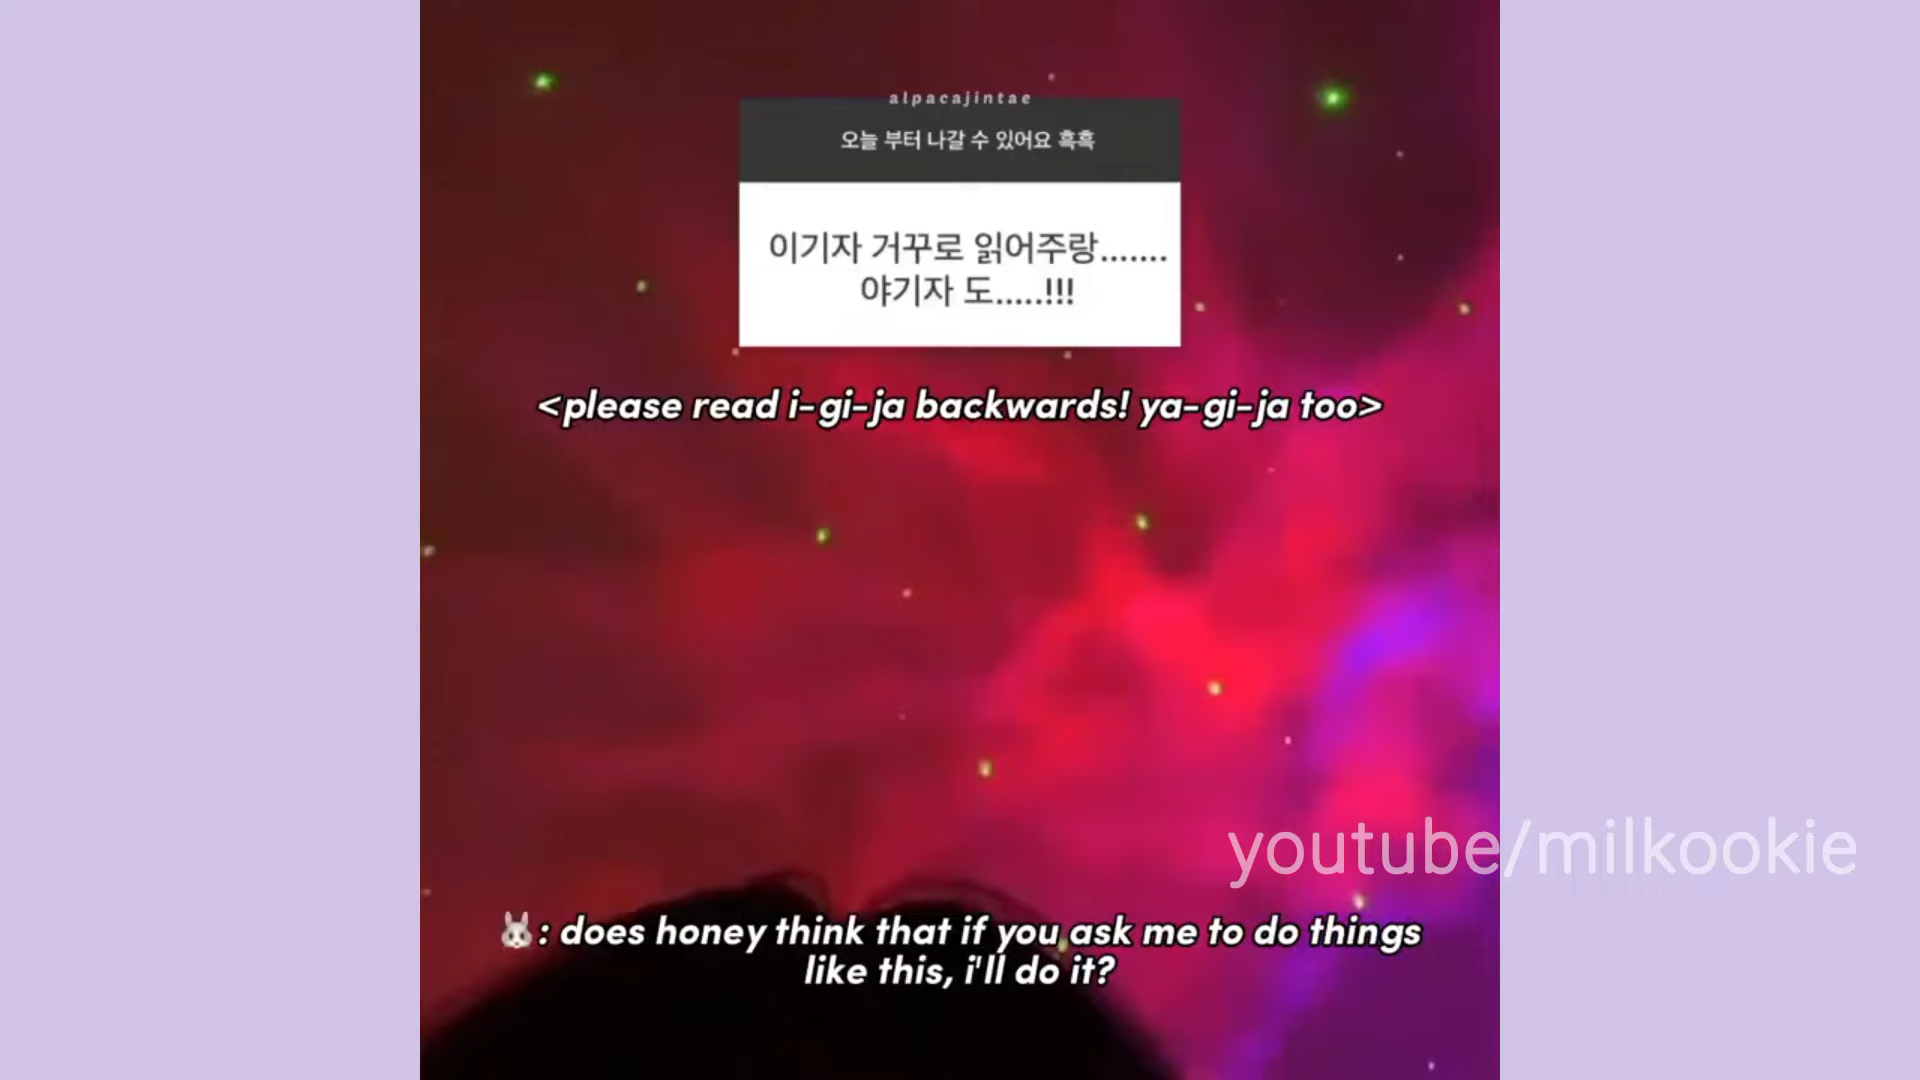 alpacajintae
오늘 부터 나갈 수 있어요 흑흑
이기자 거꾸로 읽어주랑.......
야기자 도.....!!!
<please read i-gi-ja backwards! ya-gi-ja too>
youtube/milkookie
🐰: does honey think that if you ask me to do things
like this, i'll do it?